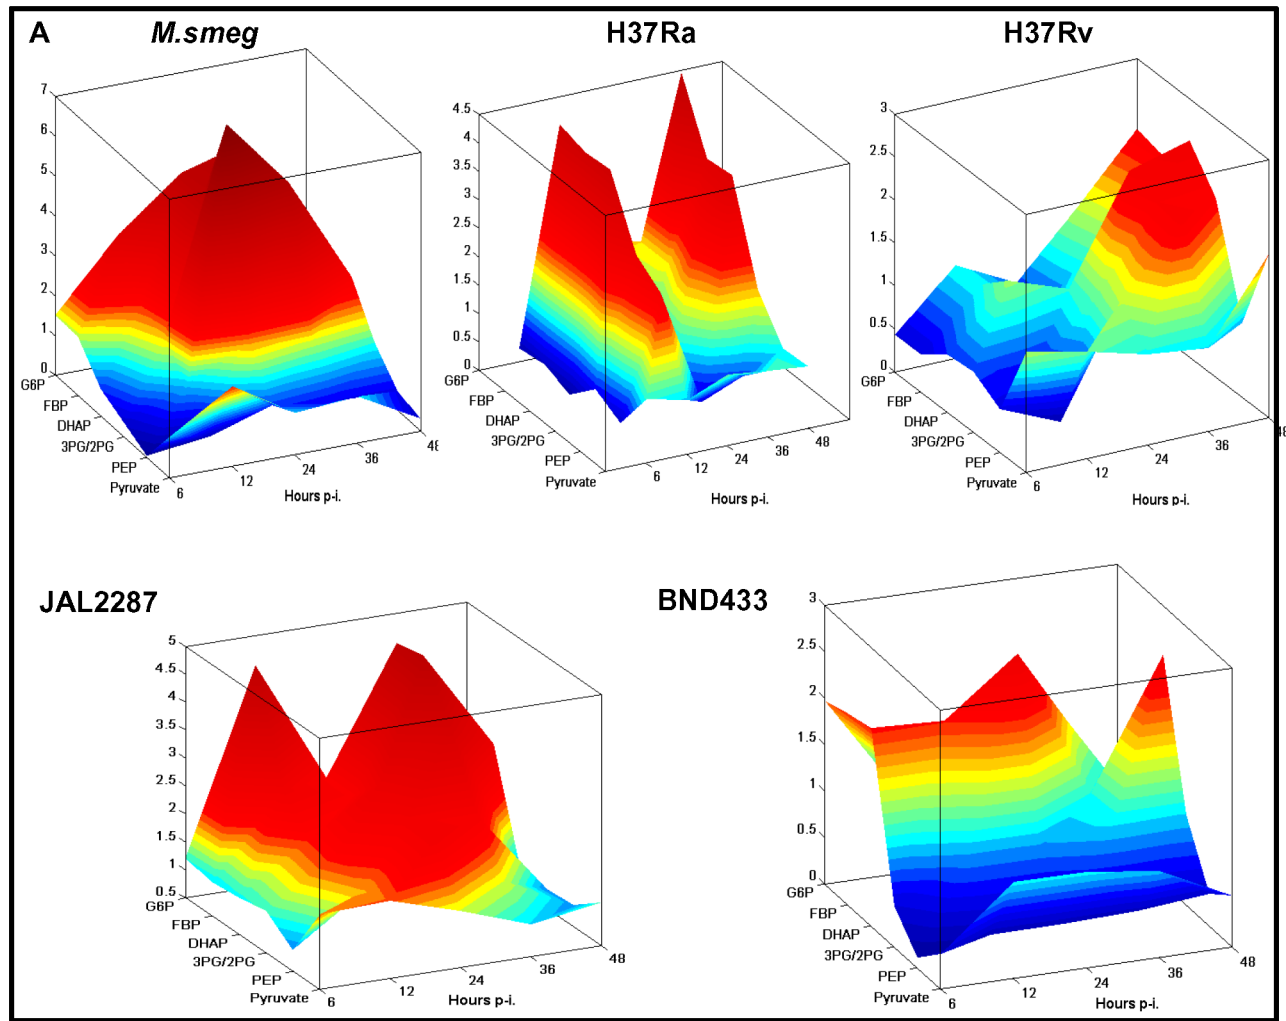 A
M.smeg
H37Ra
H37Rv
7
6
5
4
3
2
1
0
G6P
FBP
DHAP
3PG/2PG
PEP
Pyruvate
6
12
24
36
48
Hours p-i.
4.5
4
3.5
3
2.5
2
1.5
1
0.5
0
G6P
FBP
DHAP
3PG/2PG
PEP
Pyruvate
6
12
24
36
48
Hours p-i.
3
2.5
2
1.5
1
0.5
0
G6P
FBP
DHAP
3PG/2PG
PEP
Pyruvate
6
12
24
36
48
Hours p-i.
JAL2287
BND433
5
4.5
4
3.5
3
2.5
2
1.5
1
0.5
G6P
FBP
DHAP
3PG/2PG
PEP
Pyruvate
6
12
24
36
48
Hours p-i.
3
2.5
2
1.5
1
0.5
0
G6P
FBP
DHAP
3PG/2PG
PEP
Pyruvate
6
12
24
36
48
Hours p-i.